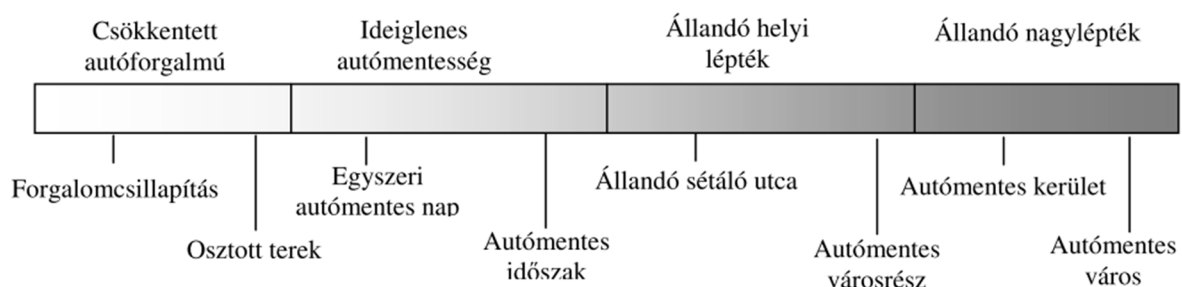 Csökkentett
autóforgalmú
Ideiglenes
autómentesség
Állandó helyi
lépték
Állandó nagylépték
Forgalomcsillapítás
Osztott terek
Egyszeri
autómentes nap
Autómentes
időszak
Állandó sétáló utca
Autómentes
városrész
Autómentes kerület
Autómentes
város